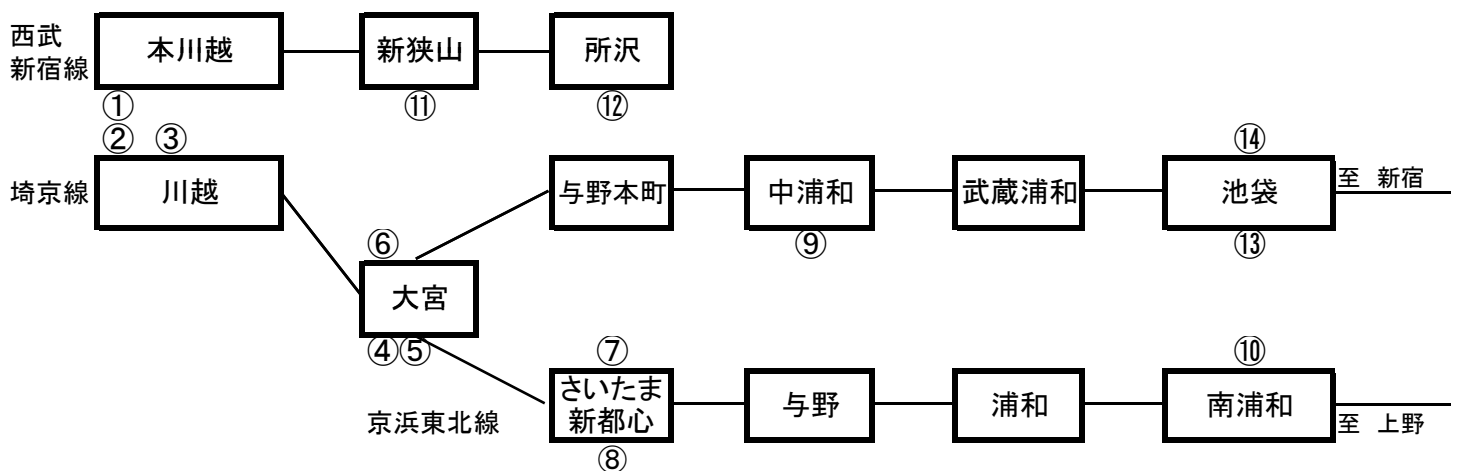 西武
新宿線
本川越
新狭山
所沢
①
⑪
⑫
②
③
⑭
埼京線
川越
与野本町
中浦和
武蔵浦和
池袋
至 新宿
⑥
⑨
⑬
大宮
④⑤
⑦
⑩
京浜東北線
さいたま
新都心
与野
浦和
南浦和
至 上野
⑧